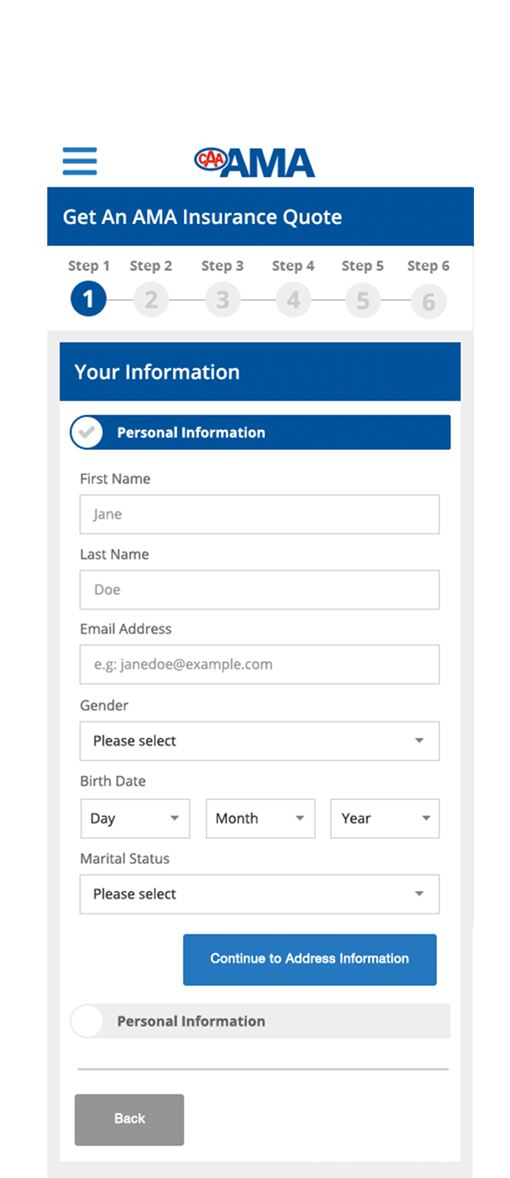 CAA AMA
Get An AMA Insurance Quote
Step 1 Step 2 Step 3 Step 4 Step 5 Step 6
1 2 3 4 5 6
Your Information
Personal Information
First Name
Jane
Last Name
Doe
Email Address
e.g: janedoe@example.com
Gender
Please select
Birth Date
Day Month Year
Marital Status
Please select
Continue to Address Information
Personal Information
Back